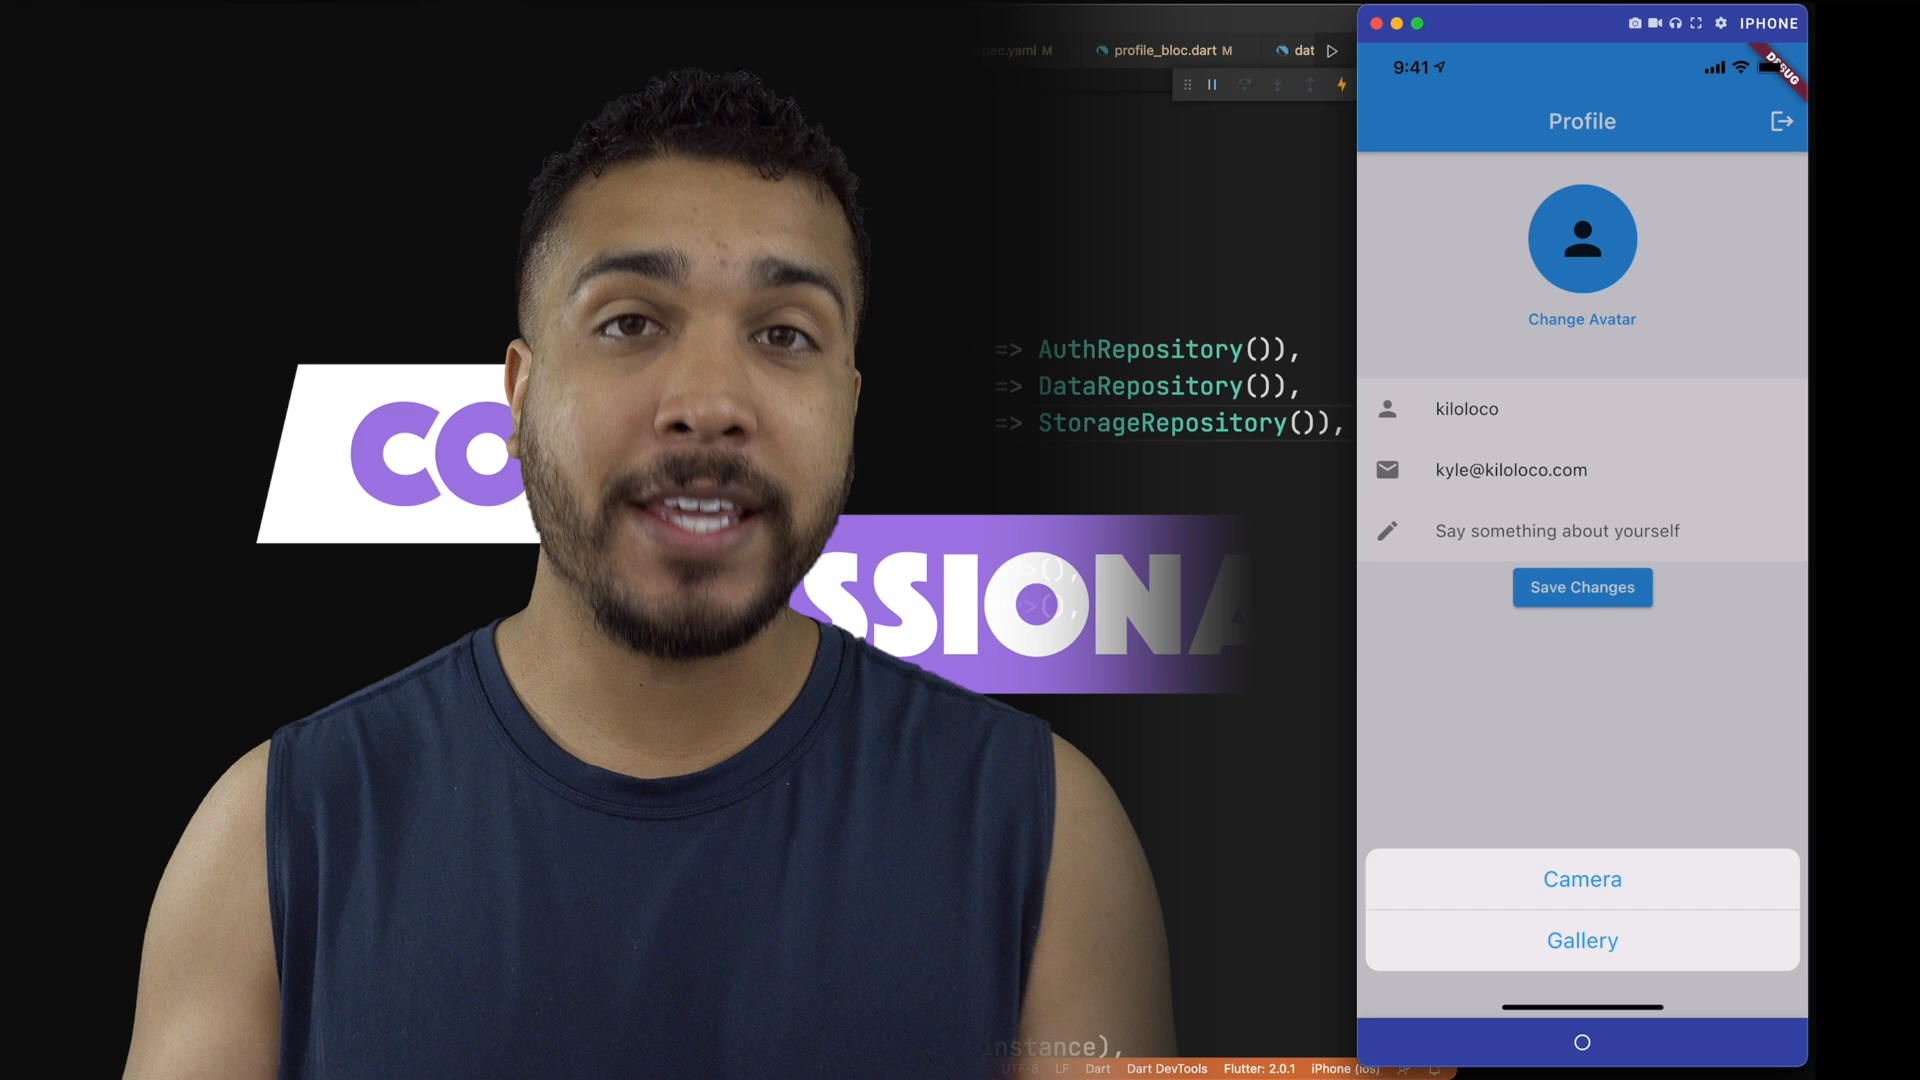 pec.yaml M
profile_bloc.dart M
dat
IPHONE
9:41
DEBUG
Profile
Change Avatar
=> AuthRepository()),
=> DataRepository()),
=> StorageRepository()),
kiloloco
kyle@kiloloco.com
Say something about yourself
Save Changes
CO
SSIONA
>(),
>(),
Camera
Gallery
instance),
UTF-8 LF Dart Dart DevTools Flutter: 2.0.1 iPhone (ios)